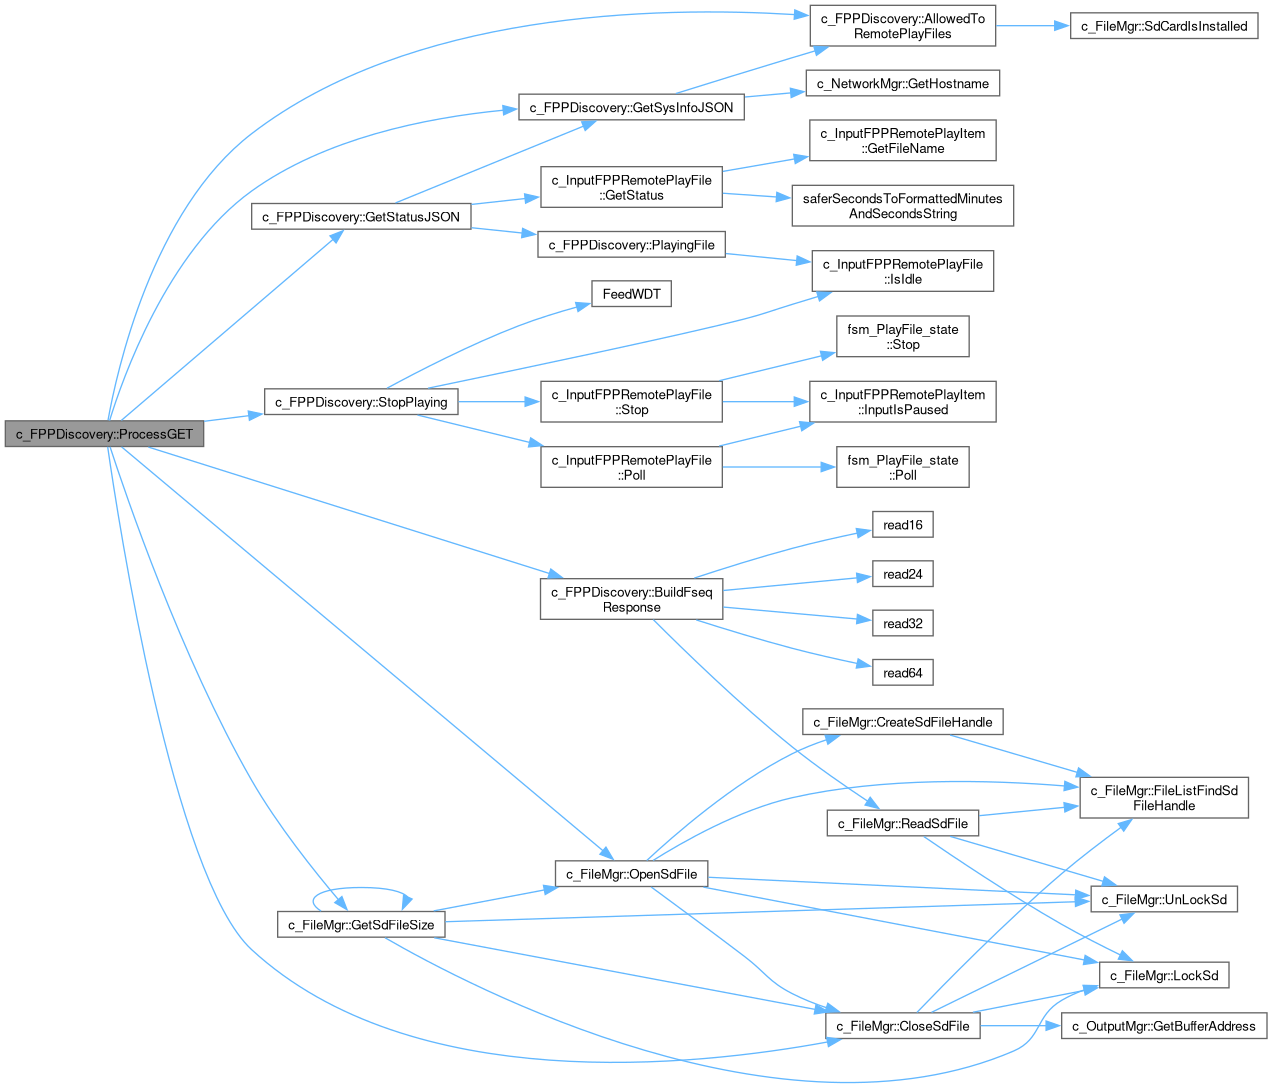 c_FPPDiscovery::ProcessGET
c_FPPDiscovery::AllowedTo
RemotePlayFiles
c_FileMgr::SdCardIsInstalled
c_FPPDiscovery::GetSysInfoJSON
c_NetworkMgr::GetHostname
c_FPPDiscovery::GetStatusJSON
c_InputFPPRemotePlayFile
::GetStatus
c_InputFPPRemotePlayItem
::GetFileName
saferSecondsToFormattedMinutes
AndSecondsString
c_FPPDiscovery::PlayingFile
c_InputFPPRemotePlayFile
::IsIdle
FeedWDT
c_FPPDiscovery::StopPlaying
c_InputFPPRemotePlayFile
::Stop
fsm_PlayFile_state
::Stop
c_InputFPPRemotePlayItem
::InputIsPaused
c_InputFPPRemotePlayFile
::Poll
fsm_PlayFile_state
::Poll
c_FPPDiscovery::BuildFseq
Response
read16
read24
read32
read64
c_FileMgr::CreateSdFileHandle
c_FileMgr::FileListFindSd
FileHandle
c_FileMgr::ReadSdFile
c_FileMgr::OpenSdFile
c_FileMgr::UnLockSd
c_FileMgr::GetSdFileSize
c_FileMgr::LockSd
c_FileMgr::CloseSdFile
c_OutputMgr::GetBufferAddress